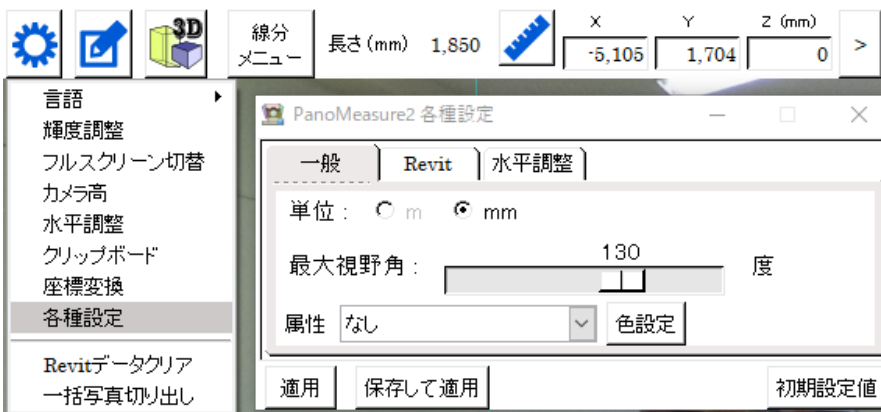 3D
線分
メニュー
長さ(mm) 1,850
X Y Z (mm)
-5,105 1,704 0 >
言語
輝度調整
フルスクリーン切替
カメラ高
水平調整
クリップボード
座標変換
各種設定
Revitデータクリア
一括写真切り出し
PanoMeasure2 各種設定
一般 Revit 水平調整
単位： m mm
最大視野角： 130 度
属性 なし 色設定
適用 保存して適用 初期設定値